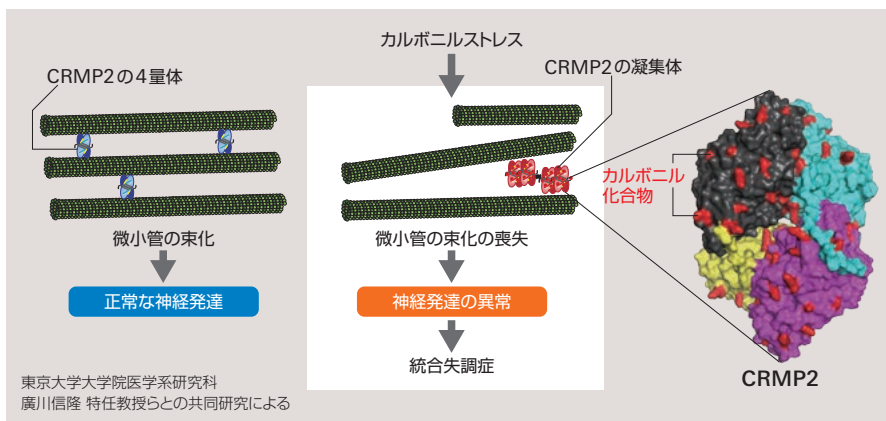 カルボニルストレス
CRMP2の4量体
CRMP2の凝集体
カルボニル
化合物
微小管の束化
微小管の束化の喪失
正常な神経発達
神経発達の異常
統合失調症
CRMP2
東京大学大学院医学系研究科
廣川信隆 特任教授らとの共同研究による